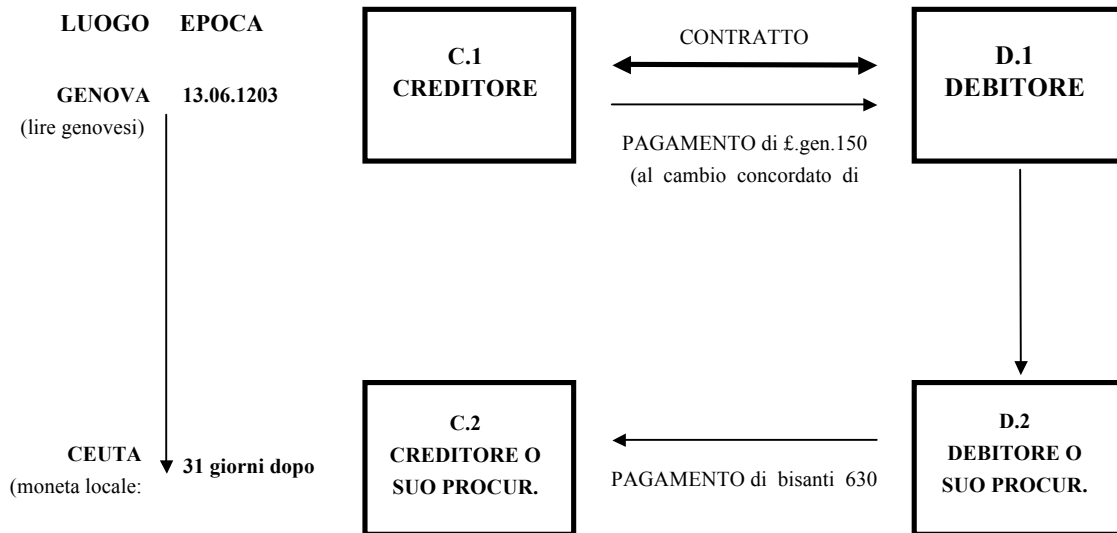 LUOGO EPOCA
GENOVA 13.06.1203
(lire genovesi)
C.1
CREDITORE
CONTRATTO
PAGAMENTO di £.gen.150
(al cambio concordato di
D.1
DEBITORE
CEUTA 31 giorni dopo
(moneta locale:
C.2
CREDITORE O
SUO PROCUR.
PAGAMENTO di bisanti 630
D.2
DEBITORE O
SUO PROCUR.